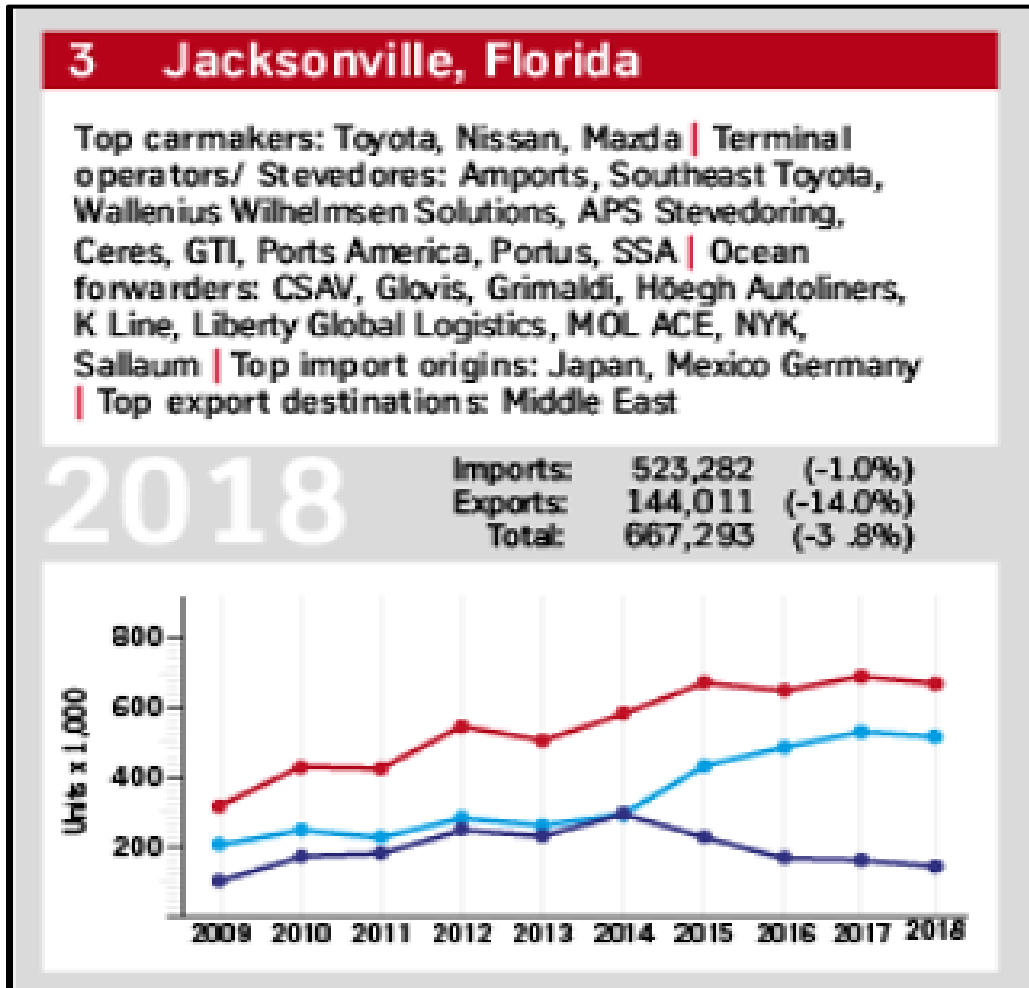 3 Jacksonville, Florida
Top carmakers: Toyota, Nissan, Mazda | Terminal
operators/ Stevedores: Amports, Southeast Toyota,
Wallenius Wilhelmsen Solutions, APS Stevedoring,
Ceres, GTI, Ports America, Portus, SSA | Ocean
forwarders: CSAV, Glovis, Grimaldi, Höegh Autoliners,
K Line, Liberty Global Logistics, MOL ACE, NYK,
Sallaum | Top import origins: Japan, Mexico Germany
| Top export destinations: Middle East
2018
Imports: 523,282 (-1.0%)
Exports: 144,011 (-14.0%)
Total: 667,293 (-3 .8%)
Units x 1,000
800
600
400
200
2009 2010 2011 2012 2013 2014 2015 2016 2017 2018